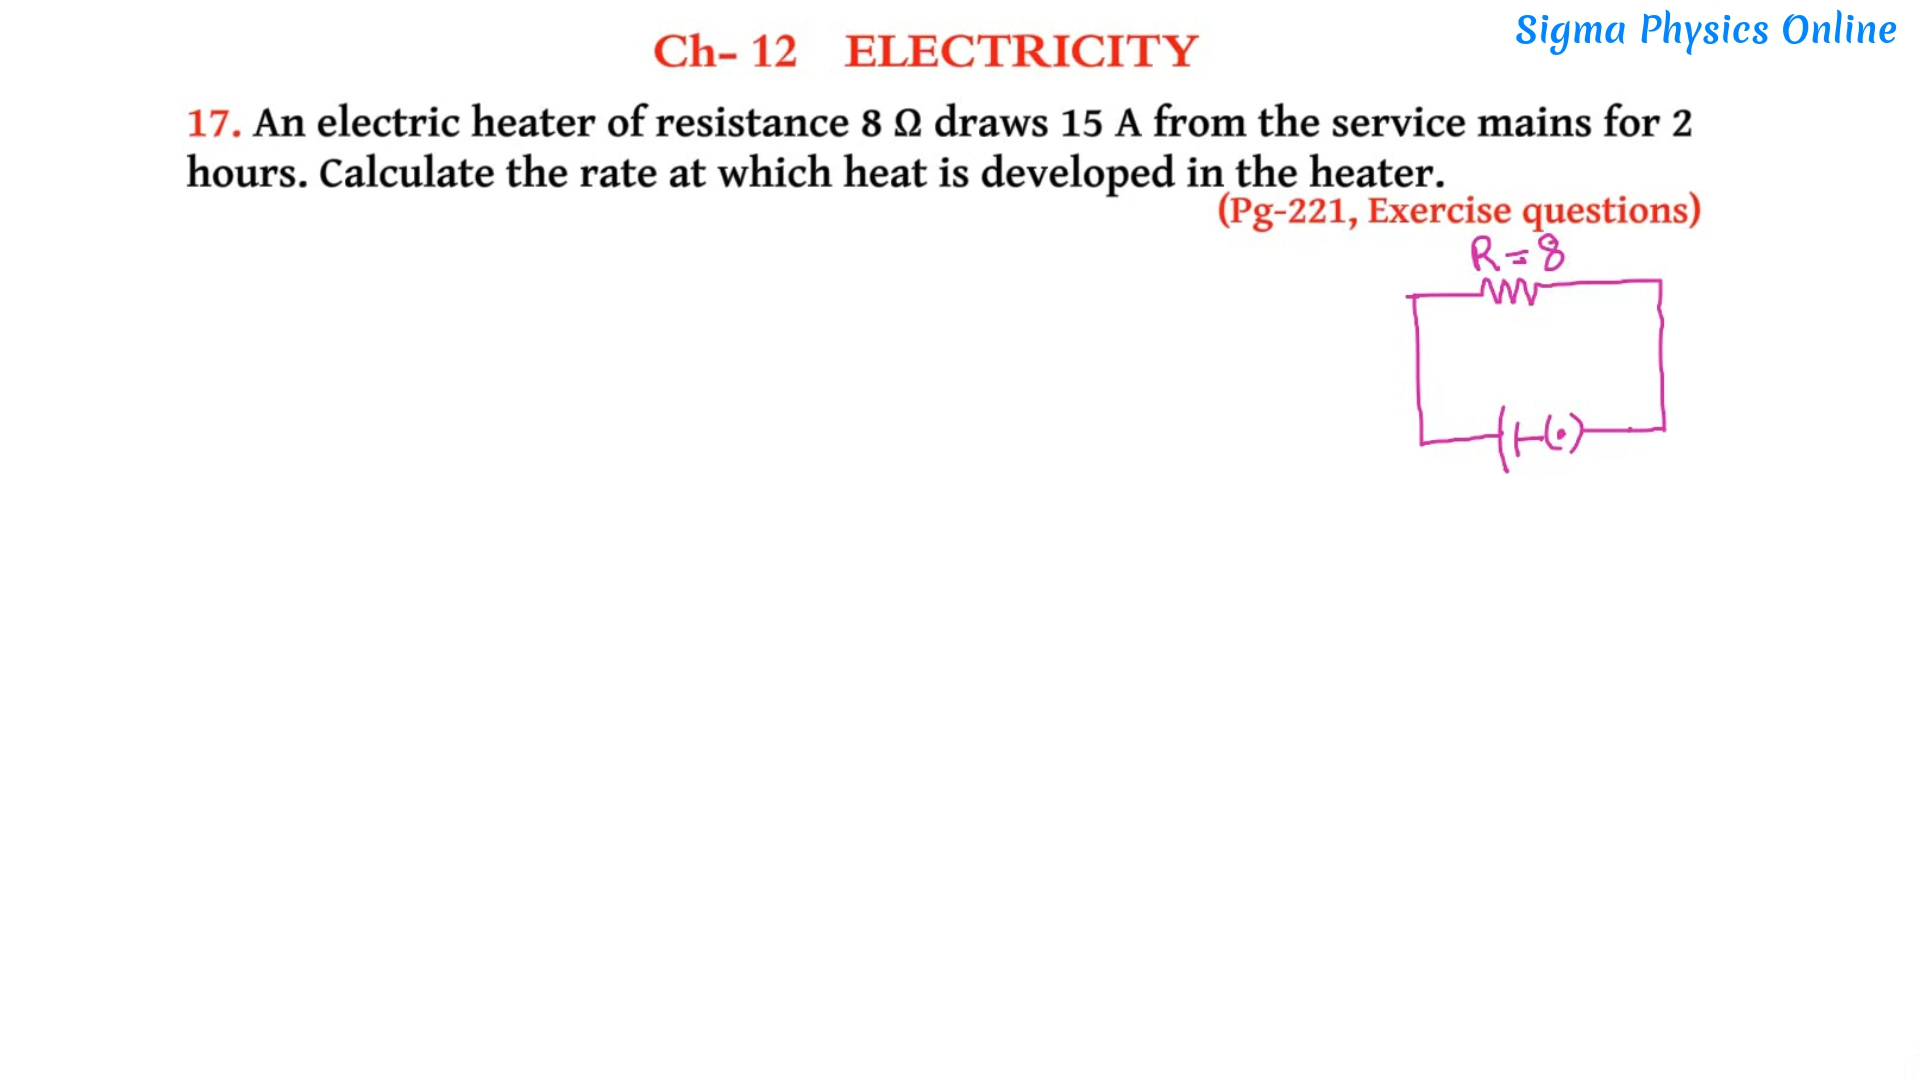 Sigma Physics Online
Ch- 12 ELECTRICITY
17. An electric heater of resistance 8 Ω draws 15 A from the service mains for 2
hours. Calculate the rate at which heat is developed in the heater.
(Pg-221, Exercise questions)
R = 8